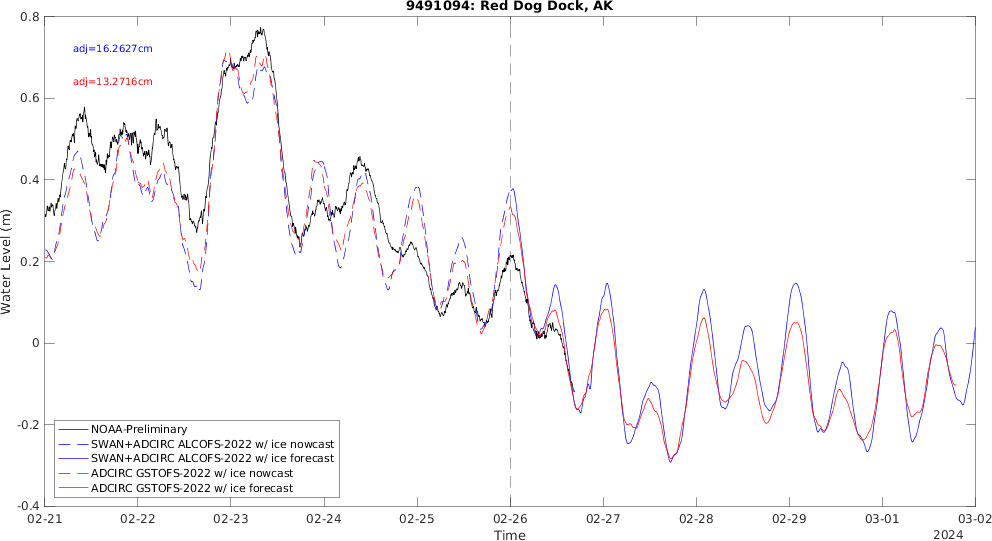 9491094: Red Dog Dock, AK
0.8
adj=16.2627cm
adj=13.2716cm
0.6
0.4
0.2
0
-0.2
-0.4
Water Level (m)
NOAA-Preliminary
SWAN+ADCIRC ALCOFS-2022 w/ ice nowcast
SWAN+ADCIRC ALCOFS-2022 w/ ice forecast
ADCIRC GSTOFS-2022 w/ ice nowcast
ADCIRC GSTOFS-2022 w/ ice forecast
02-21 02-22 02-23 02-24 02-25 02-26 02-27 02-28 02-29 03-01 03-02
Time
2024